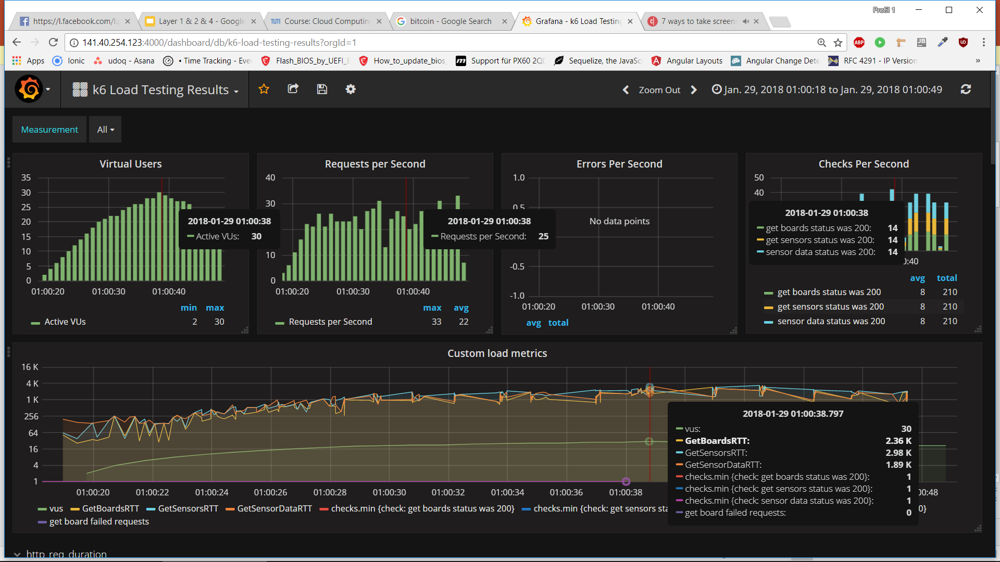 Profil 1
https://l.facebook.com/l.p
Layer 1 & 2 & 4 - Google
Course: Cloud Computing
bitcoin - Google Search
Grafana - k6 Load Testing
7 ways to take screens
141.40.254.123:4000/dashboard/db/k6-load-testing-results?orgId=1
ABP
JB
Apps
Ionic
udoq - Asana
• Time Tracking - Ever
Flash_BIOS_by_UEFI_E
How_to_update_bios_
Support für PX60 2QD
Sequelize, the JavaSc
Angular Layouts
Angular Change Dete
RFC 4291 - IP Version
»
k6 Load Testing Results
Zoom Out
Jan. 29, 2018 01:00:18 to Jan. 29, 2018 01:00:49
Measurement
All
Virtual Users
35
30
25
20
15
10
5
0
01:00:20 01:00:30 01:00:40
2018-01-29 01:00:38
Active VUs: 30
min max
Active VUs 2 30
Requests per Second
40
30
10
0
01:00:20 01:00:30 01:00:40
2018-01-29 01:00:38
Requests per Second: 25
max avg
Requests per Second 33 22
Errors Per Second
1.0
0.5
No data points
-0.5
-1.0
01:00:20 01:00:30 01:00:40
avg total
Checks Per Second
50
40
2018-01-29 01:00:38
get boards status was 200: 14
get sensors status was 200: 14
sensor data status was 200: 14
0:40
avg total
get boards status was 200 8 210
get sensors status was 200 8 210
sensor data status was 200 8 210
Custom load metrics
16 K
4 K
1 K
256
64
16
4
1
01:00:20 01:00:22 01:00:24 01:00:26 01:00:28 01:00:30 01:00:32 01:00:34 01:00:36 01:00:38 00:48
2018-01-29 01:00:38.797
vus: 30
GetBoardsRTT: 2.36 K
GetSensorsRTT: 2.98 K
GetSensorDataRTT: 1.89 K
checks.min {check: get boards status was 200}: 1
checks.min {check: get sensors status was 200}: 1
checks.min {check: sensor data status was 200}: 1
get board failed requests: 0
vus GetBoardsRTT GetSensorsRTT GetSensorDataRTT checks.min {check: get boards status was 200} checks.min {check: get sensors sta 0}
get board failed requests
http_req_duration